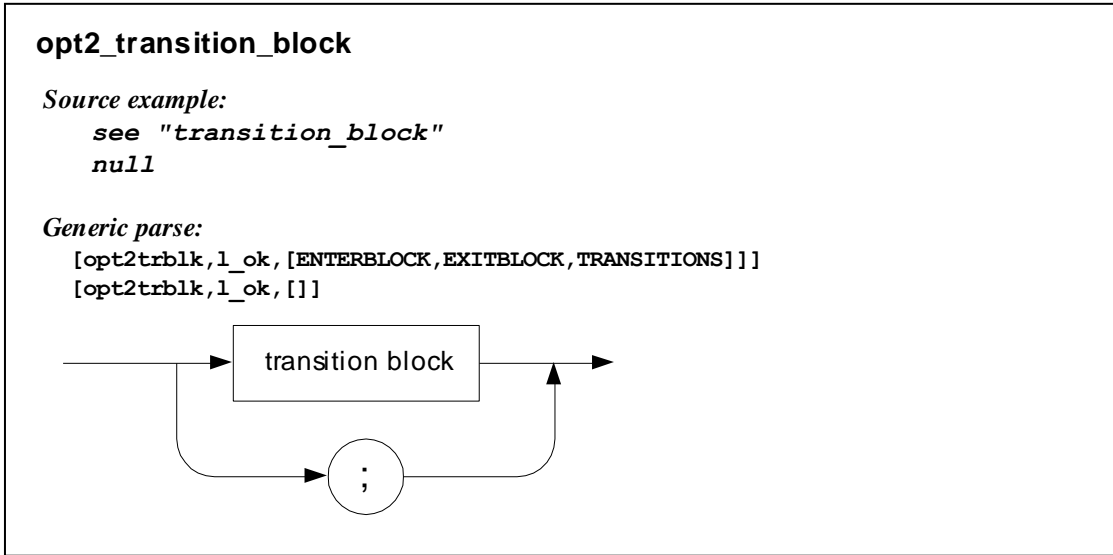 opt2_transition_block
Source example:
see "transition_block"
null
Generic parse:
[opt2trblk,l_ok,[ENTERBLOCK,EXITBLOCK,TRANSITIONS]]]
[opt2trblk,l_ok,[]]
transition block
;